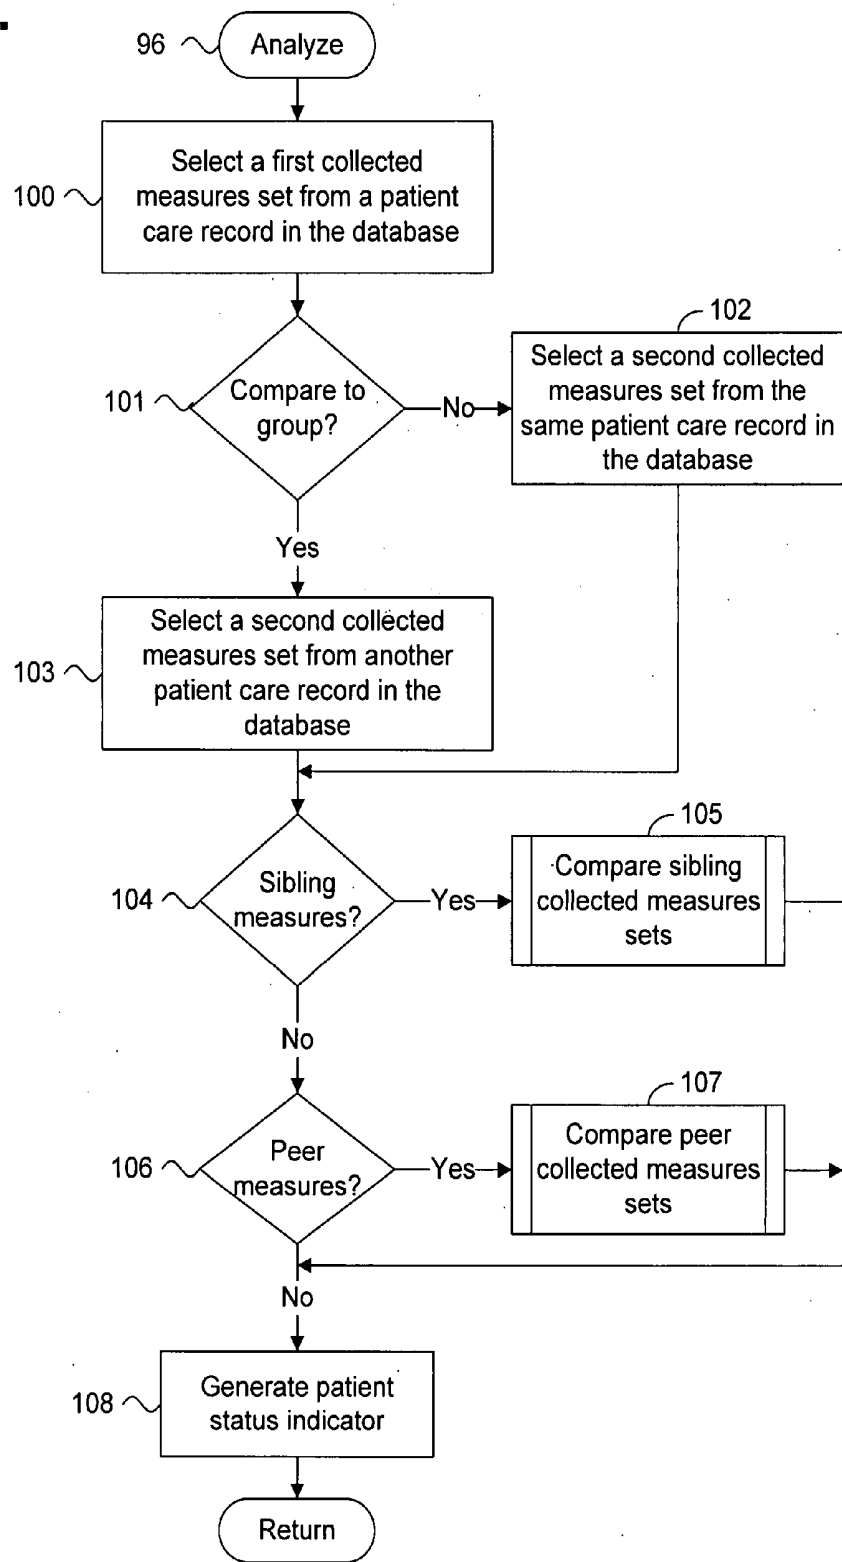 96
Analyze
100
Select a first collected
measures set from a patient
care record in the database
101
Compare to
group?
No
102
Select a second collected
measures set from the
same patient care record in
the database
Yes
103
Select a second collected
measures set from another
patient care record in the
database
104
Sibling
measures?
Yes
105
Compare sibling
collected measures
sets
No
106
Peer
measures?
Yes
107
Compare peer
collected measures
sets
No
108
Generate patient
status indicator
Return